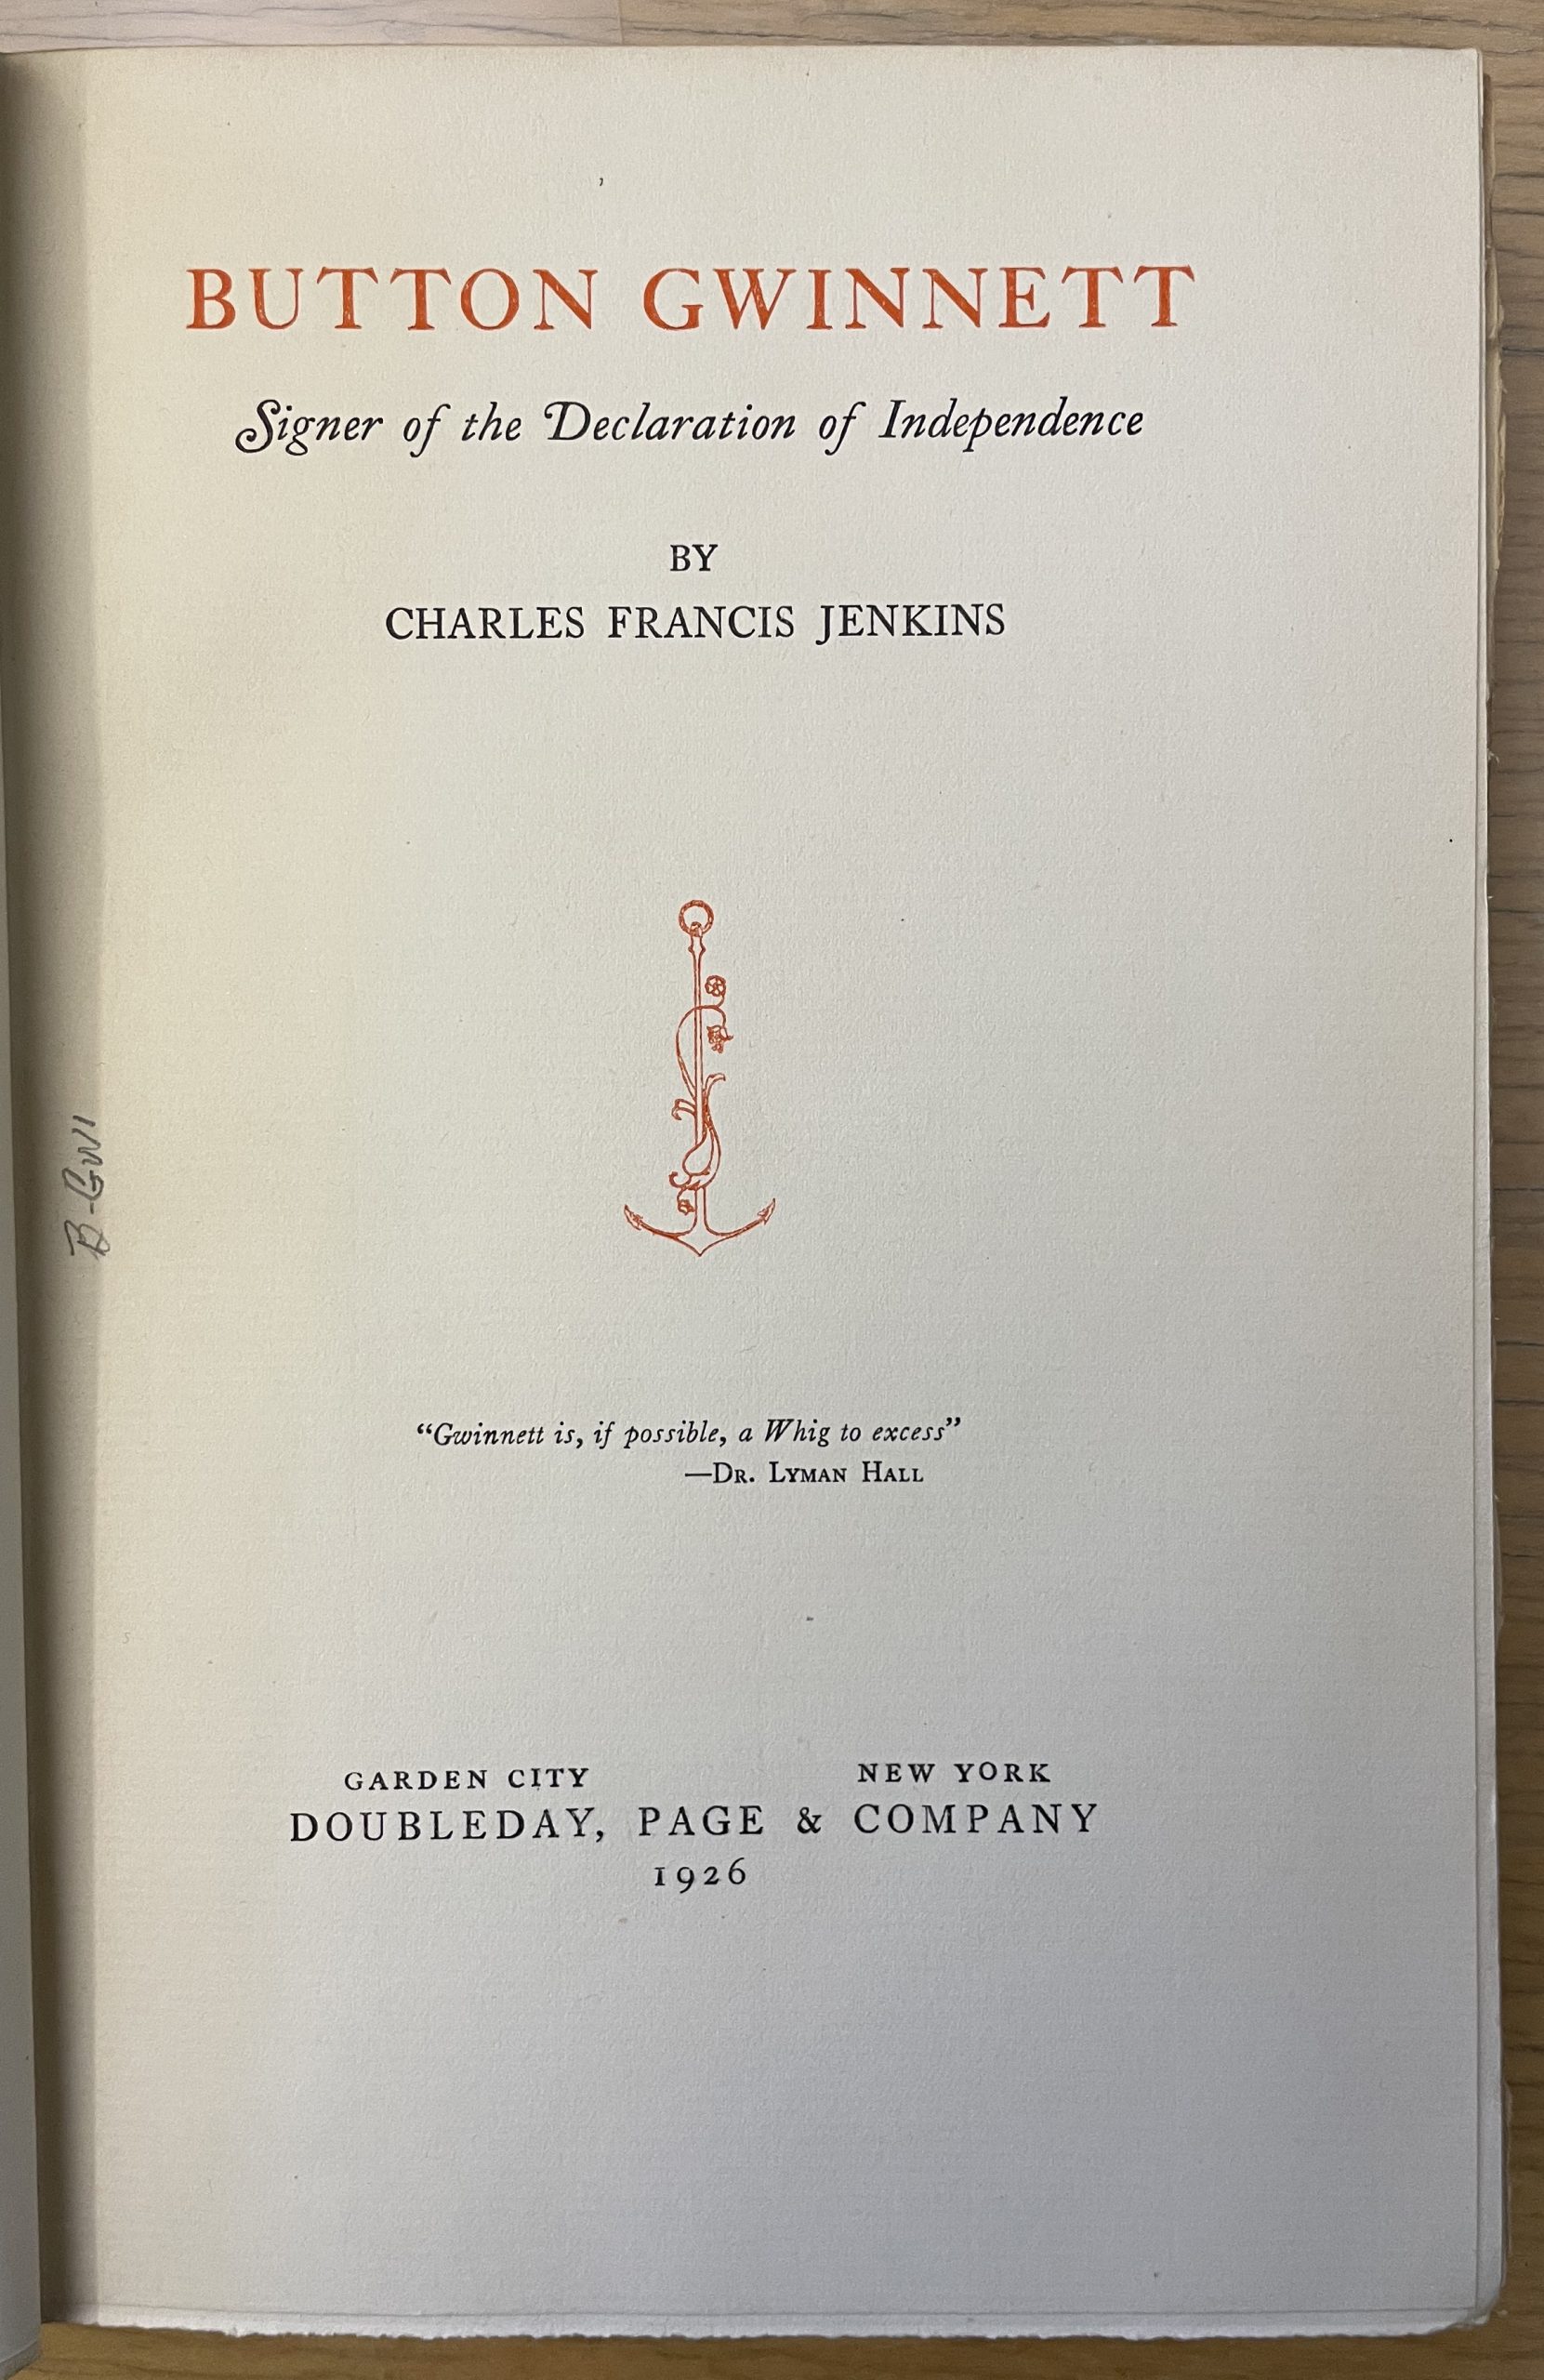 BUTTON GWINNETT
Signer of the Declaration of Independence
BY
CHARLES FRANCIS JENKINS
B-GWI
“Gwinnett is, if possible, a Whig to excess”
—DR. LYMAN HALL
GARDEN CITY NEW YORK
DOUBLEDAY, PAGE & COMPANY
1926